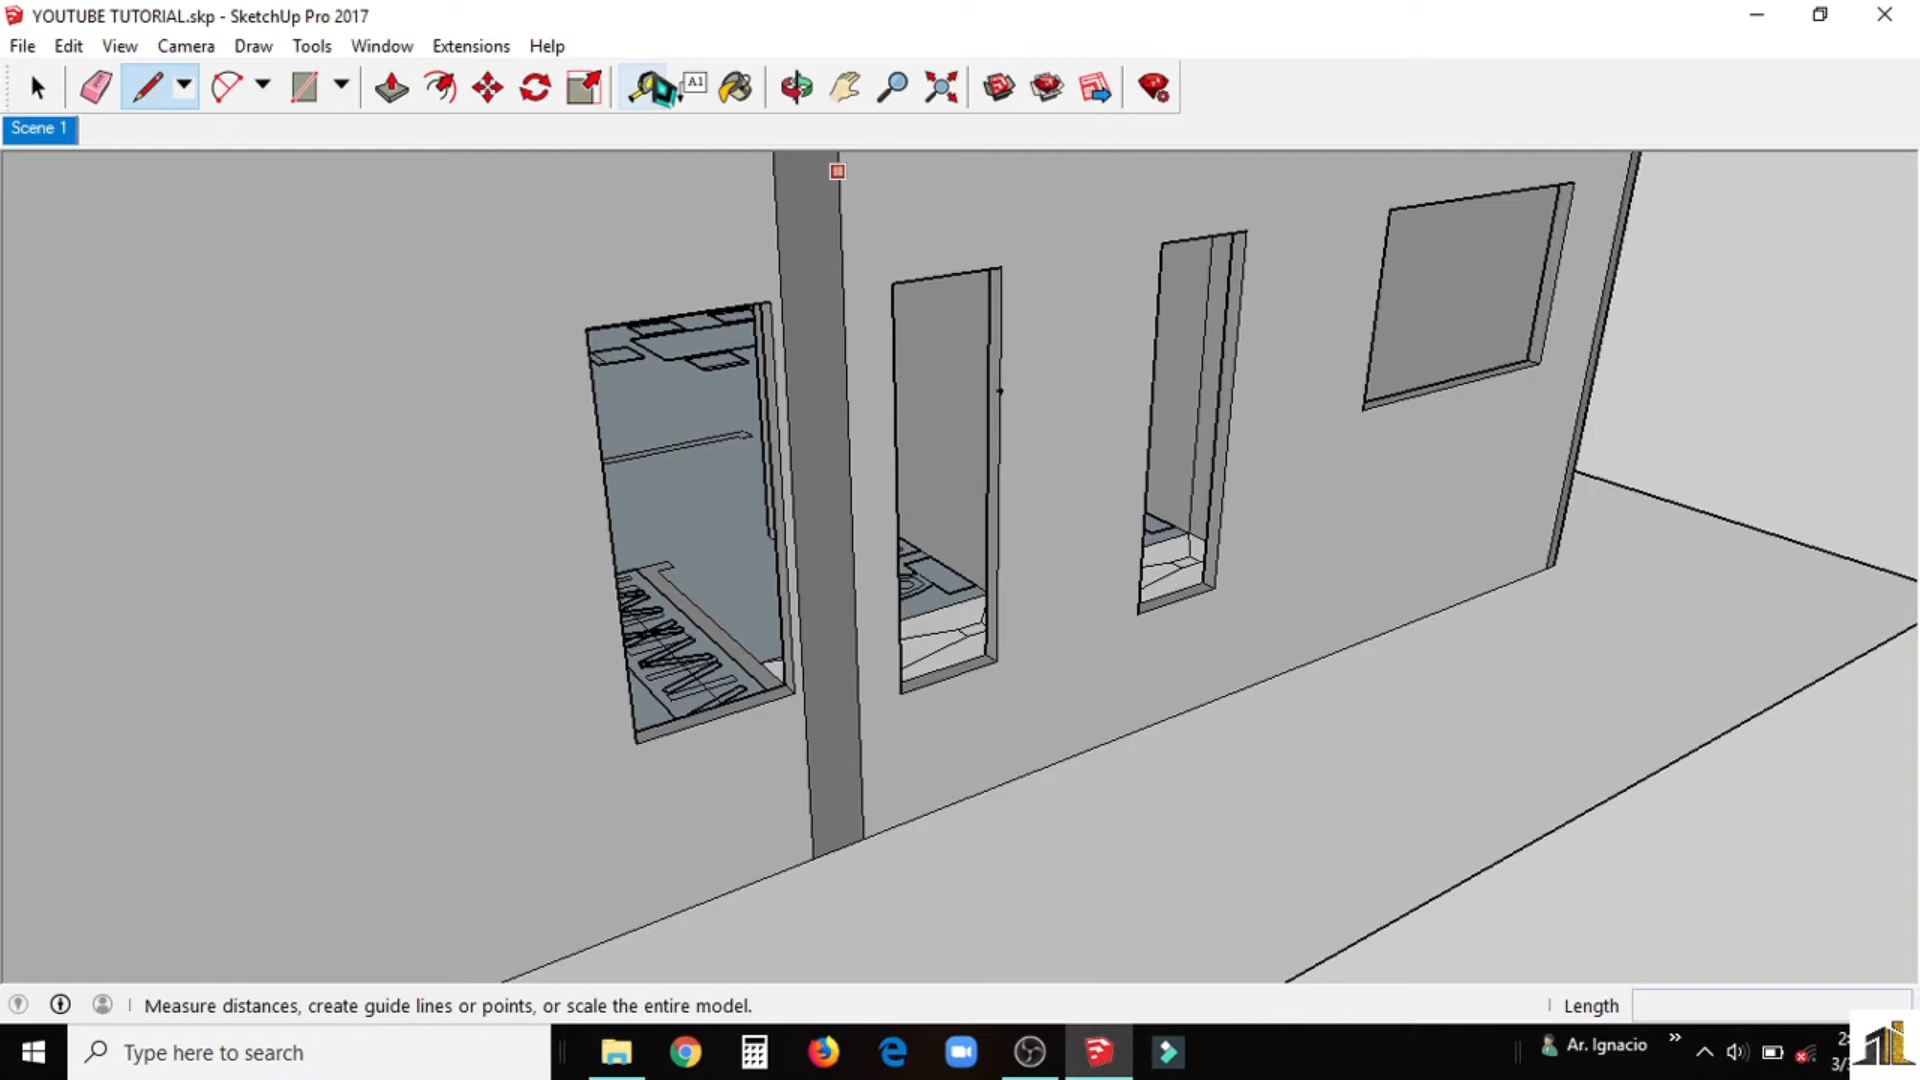 YOUTUBE TUTORIAL.skp - SketchUp Pro 2017
File Edit View Camera Draw Tools Window Extensions Help
A1
Scene 1
Measure distances, create guide lines or points, or scale the entire model.
Length
Type here to search
Ar. Ignacio